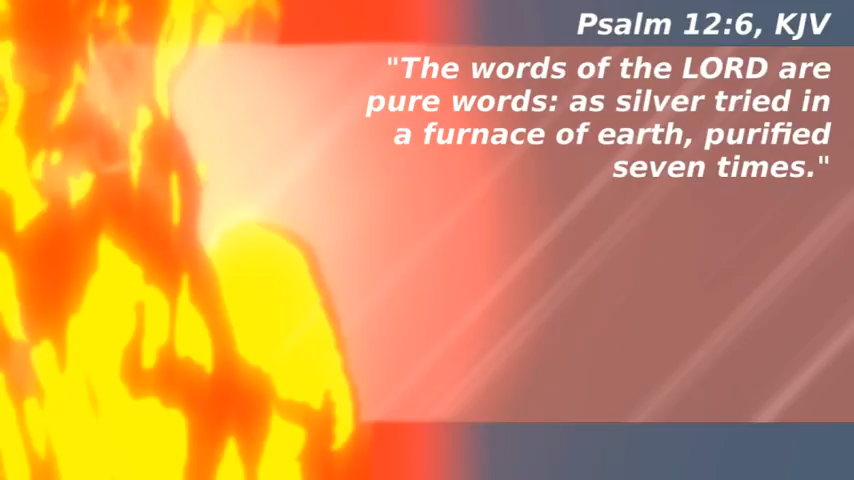 Psalm 12:6, KJV
"The words of the LORD are
pure words: as silver tried in
a furnace of earth, purified
seven times."